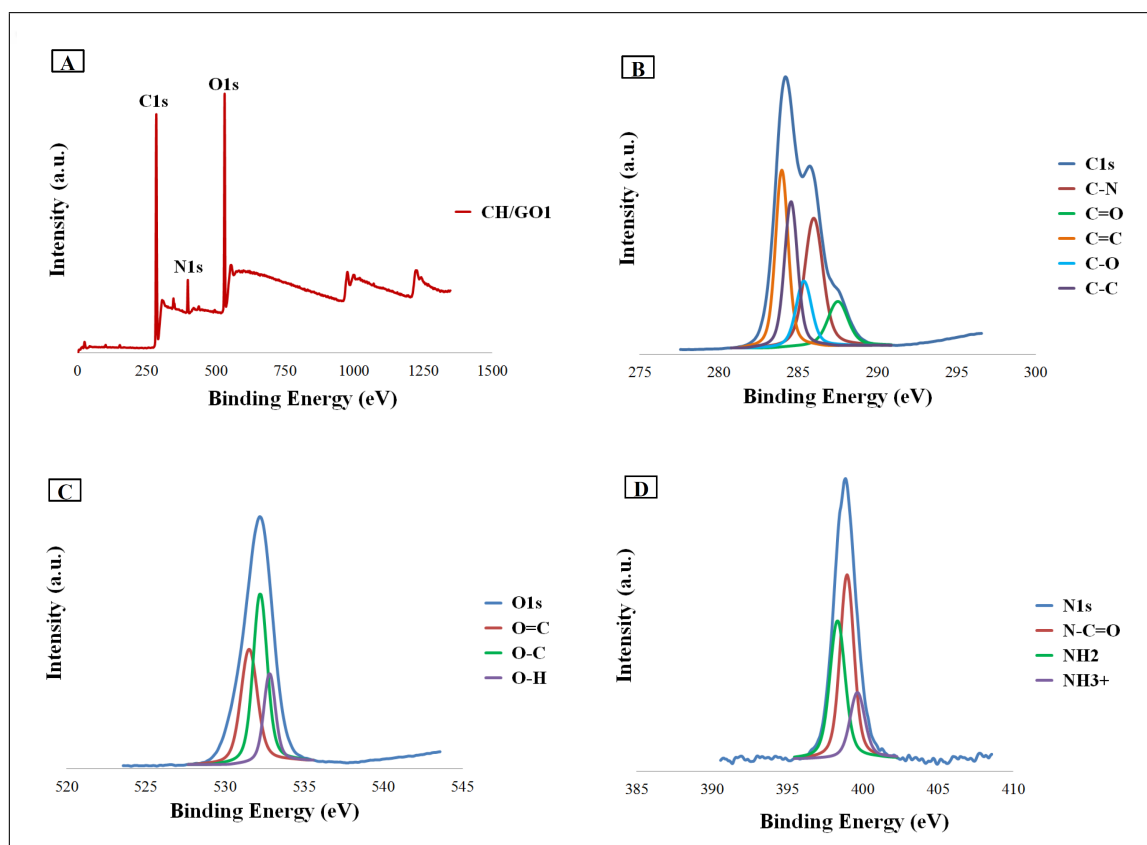 A
C1s
N1s
O1s
Intensity (a.u.)
CH/GO1
0
250
500
750
1000
1250
1500
Binding Energy (eV)
B
Intensity (a.u.)
C1s
C-N
C=O
C=C
C-O
C-C
275
280
285
290
295
300
Binding Energy (eV)
C
Intensity (a.u.)
O1s
O=C
O-C
O-H
520
525
530
535
540
545
Binding Energy (eV)
D
Intensity (a.u.)
N1s
N-C=O
NH2
NH3+
385
390
395
400
405
410
Binding Energy (eV)